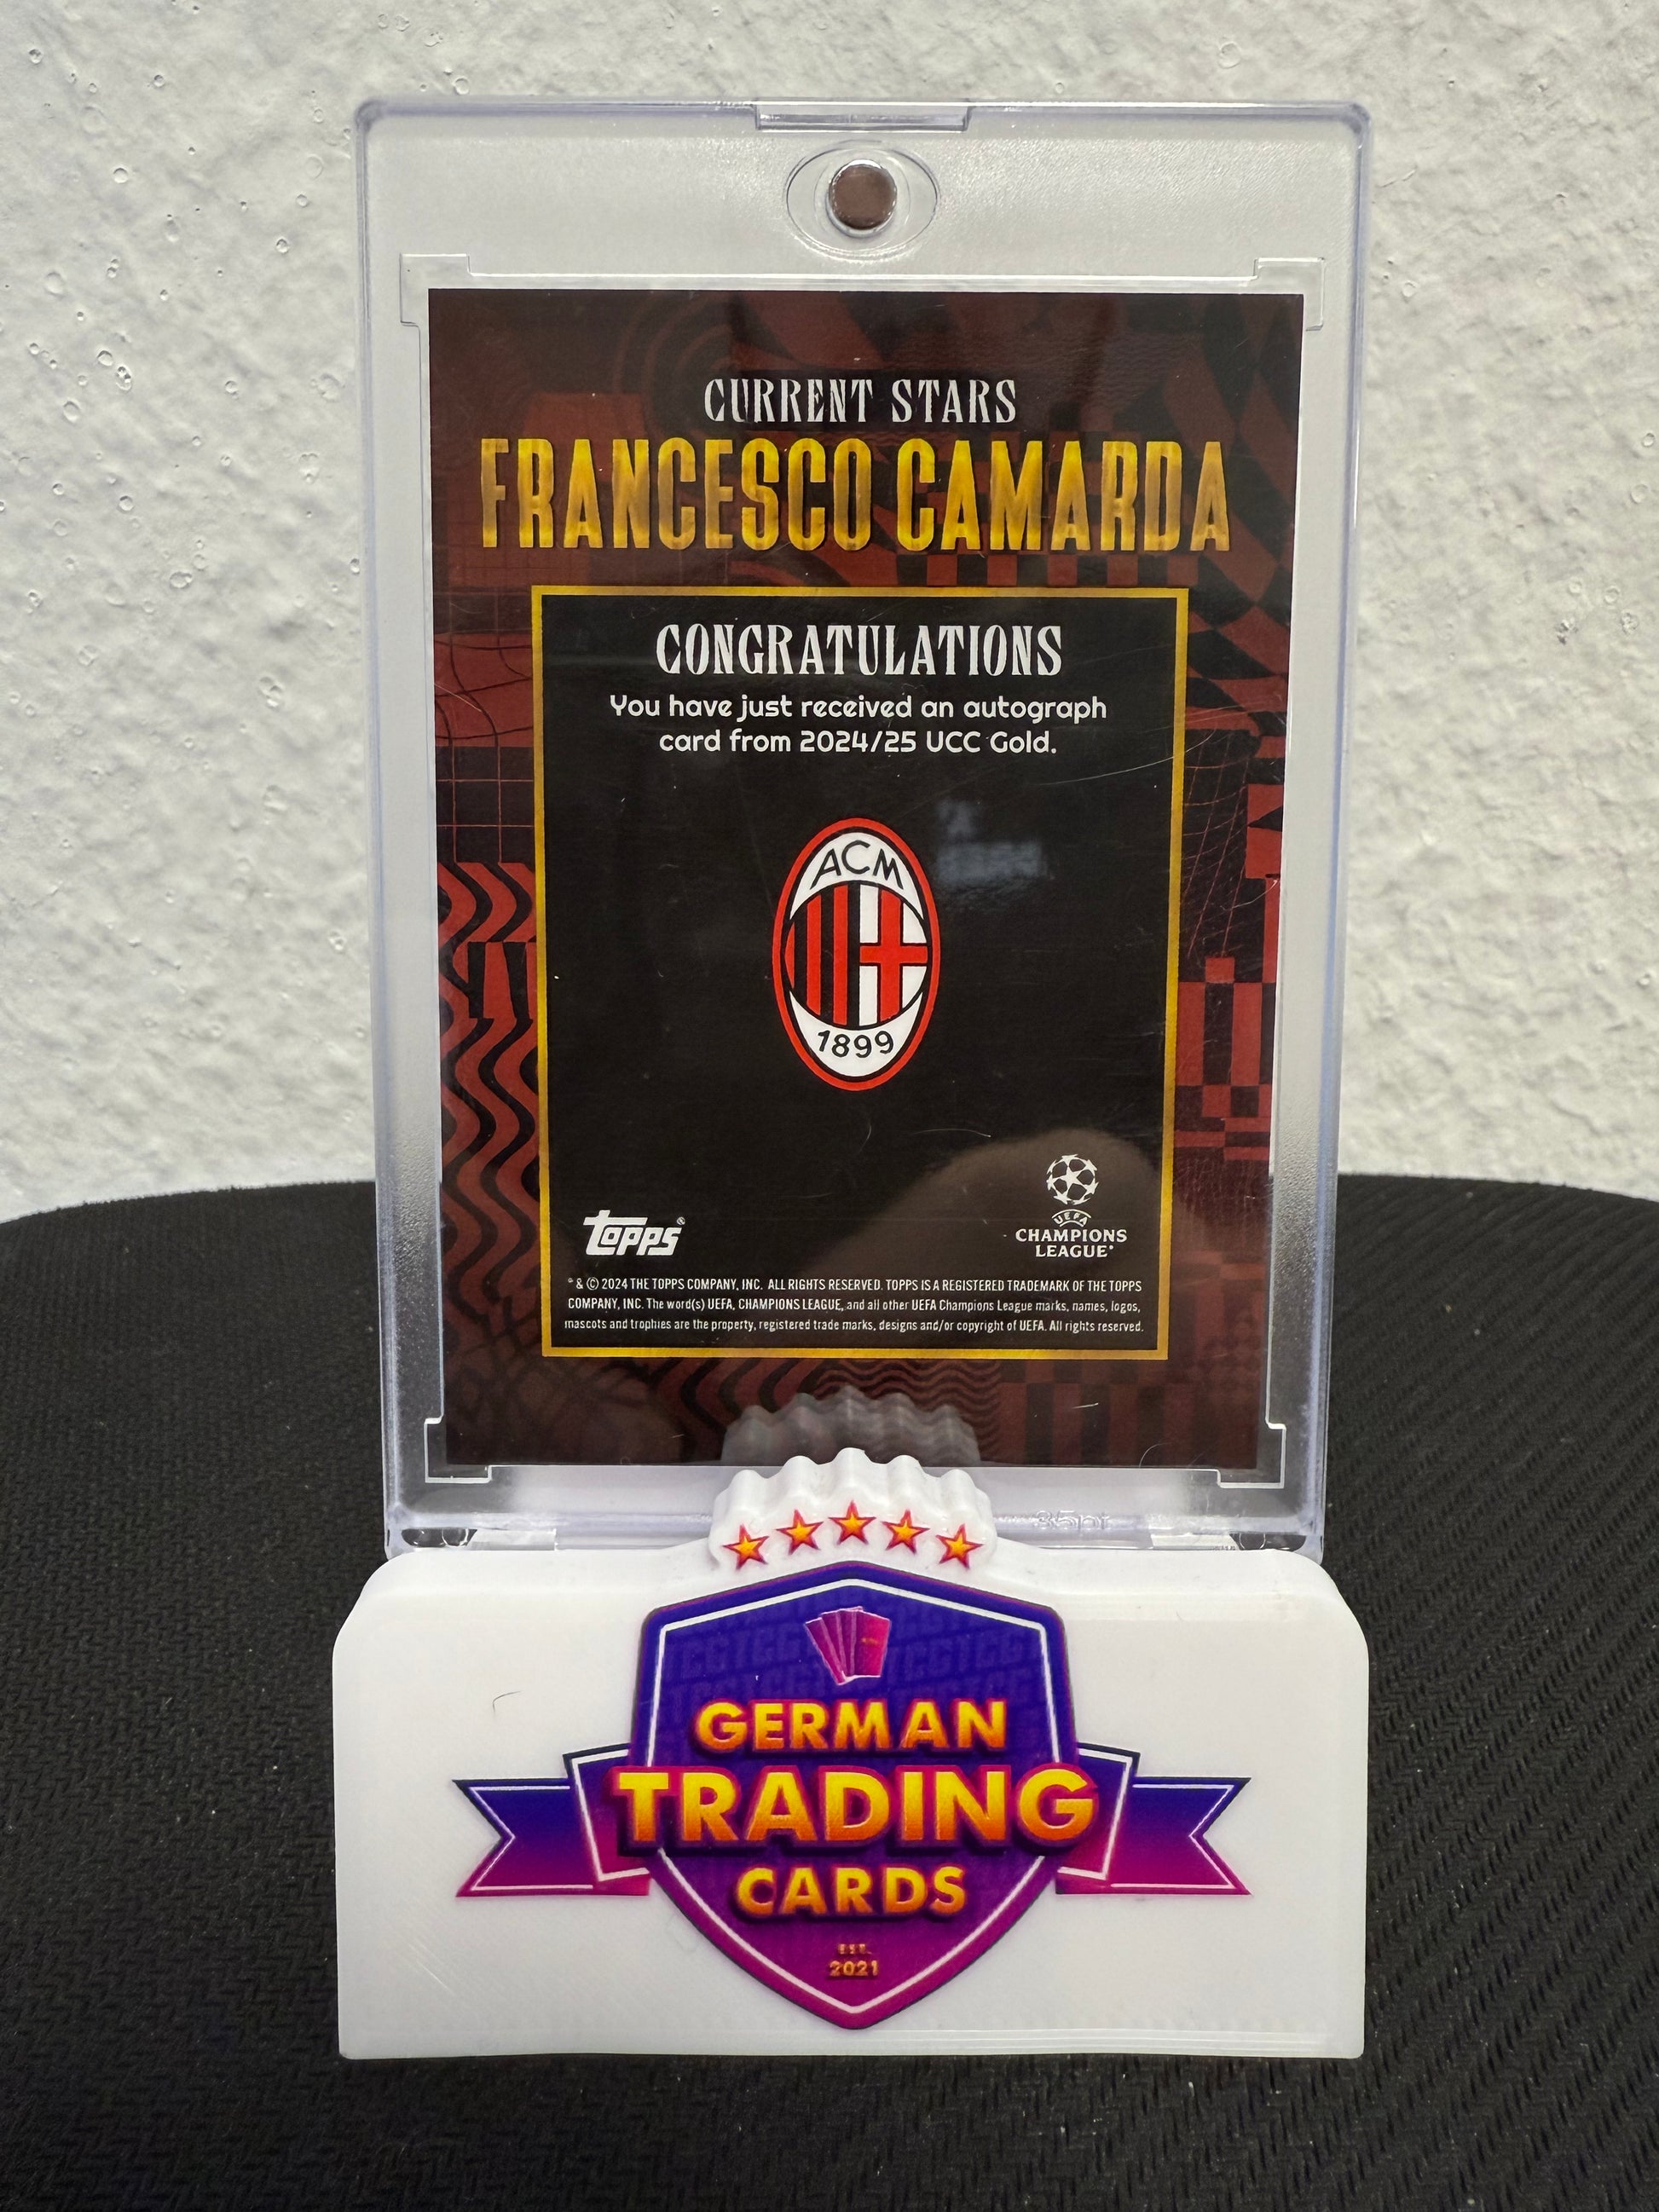 CURRENT STARS
FRANCESCO CAMARDA
CONGRATULATIONS
You have just received an autograph
card from 2024/25 UCC Gold.
ACM
1899
topps®
UEFA
CHAMPIONS
LEAGUE®
® & © 2024 THE TOPPS COMPANY, INC. ALL RIGHTS RESERVED. TOPPS IS A REGISTERED TRADEMARK OF THE TOPPS
COMPANY, INC. The word(s) UEFA, CHAMPIONS LEAGUE, and all other UEFA Champions League marks, names, logos,
mascots and trophies are the property, registered trade marks, designs and/or copyright of UEFA. All rights reserved.
35pt
GERMAN
TRADING
CARDS
EST.
2021